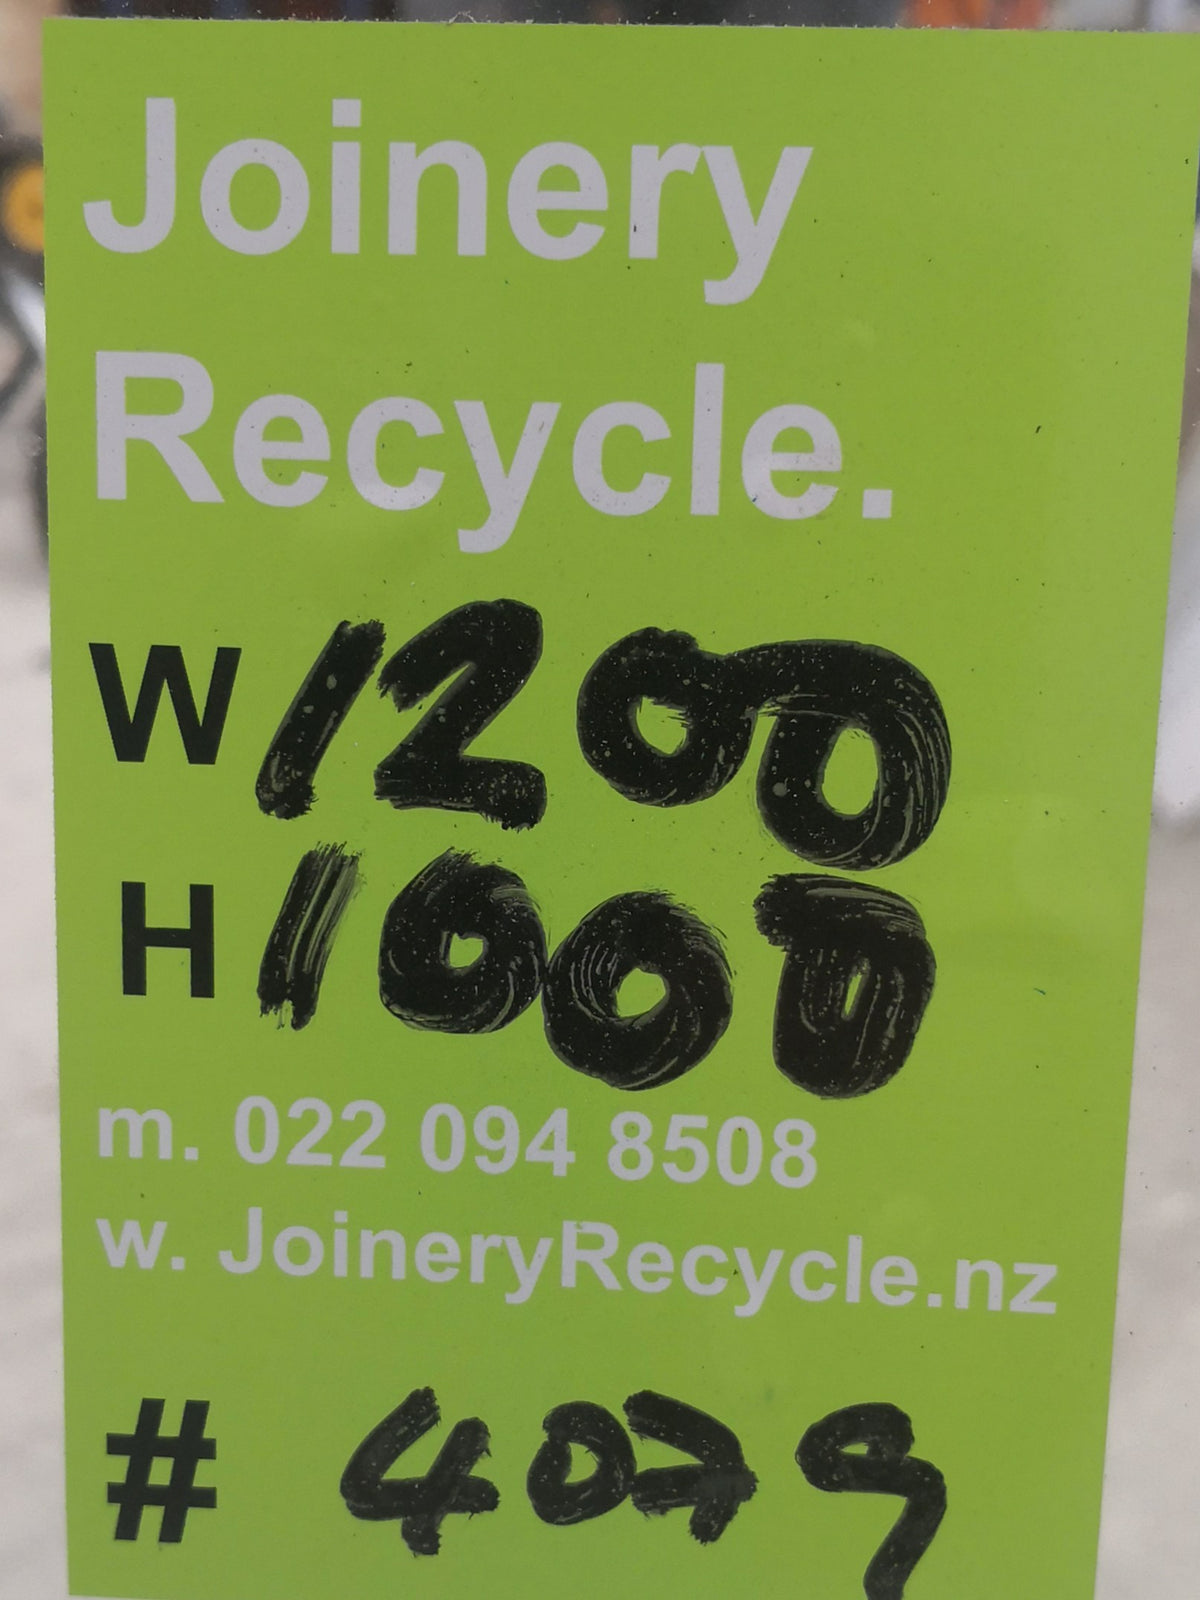 Joinery
Recycle.
W 1200
H 1000
m. 022 094 8508
w. JoineryRecycle.nz
# 4079